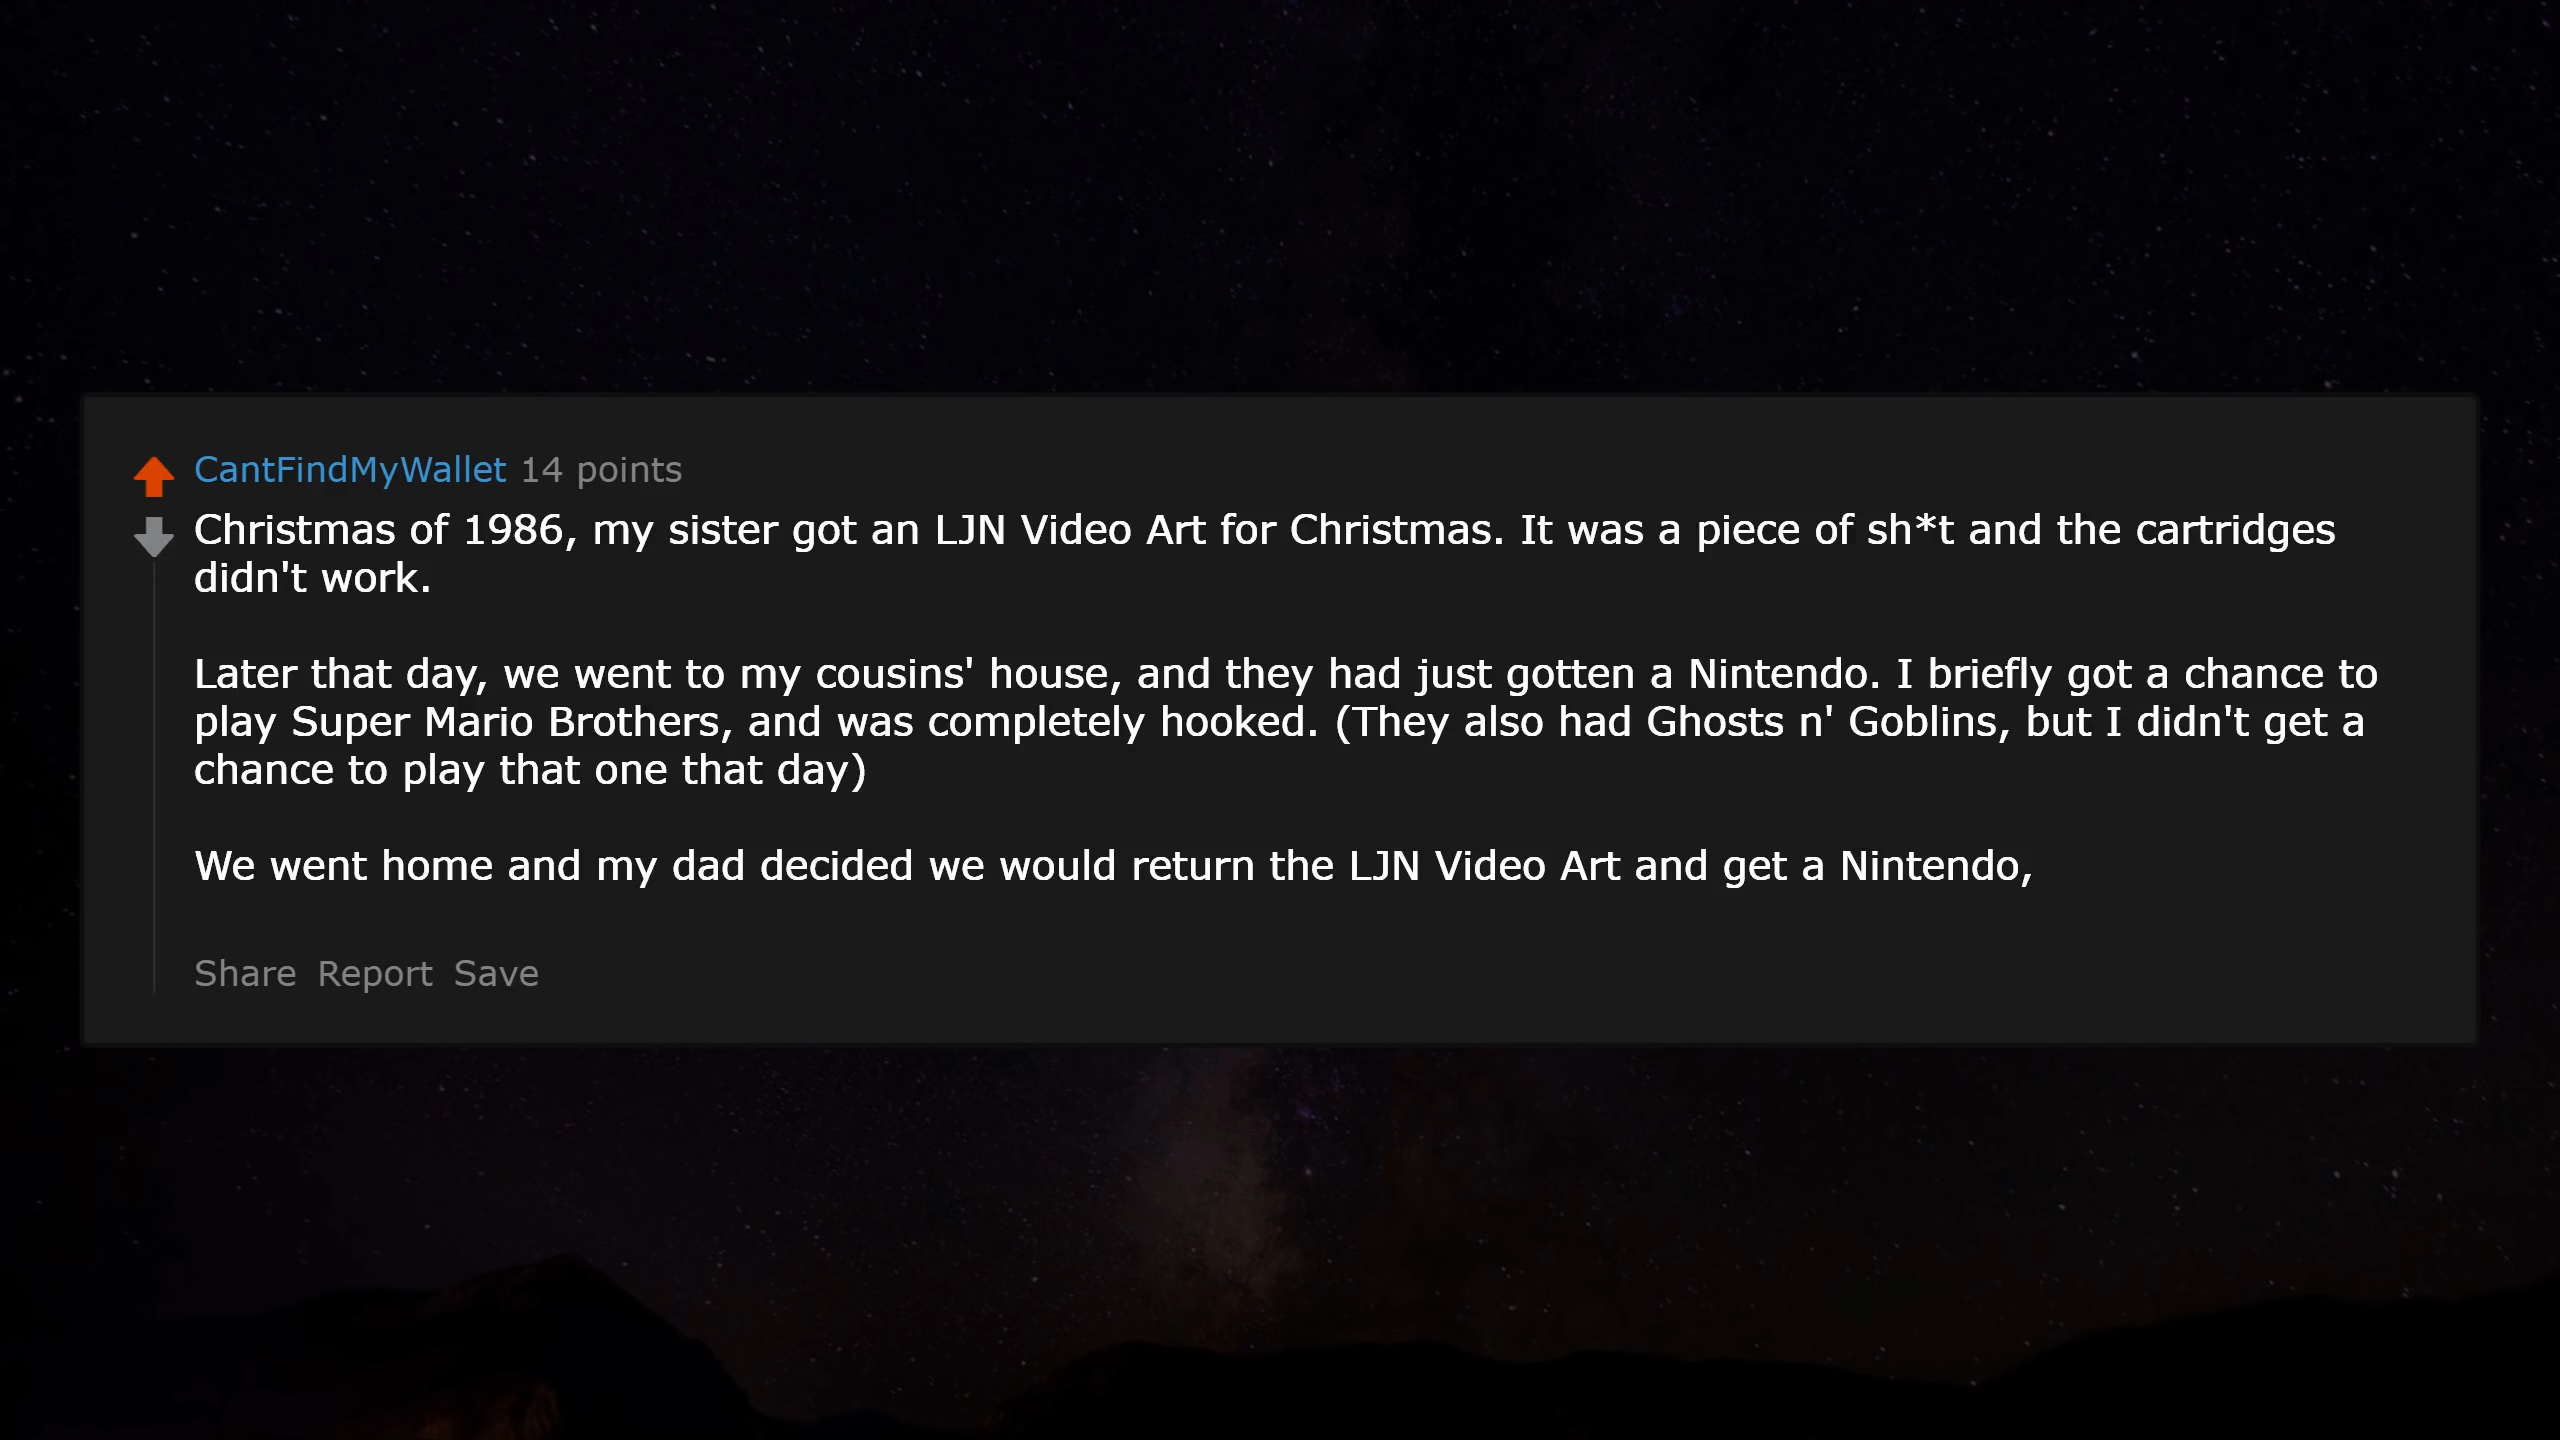 CantFindMyWallet 14 points
Christmas of 1986, my sister got an LJN Video Art for Christmas. It was a piece of sh*t and the cartridges
didn't work.
Later that day, we went to my cousins' house, and they had just gotten a Nintendo. I briefly got a chance to
play Super Mario Brothers, and was completely hooked. (They also had Ghosts n' Goblins, but I didn't get a
chance to play that one that day)
We went home and my dad decided we would return the LJN Video Art and get a Nintendo,
Share Report Save